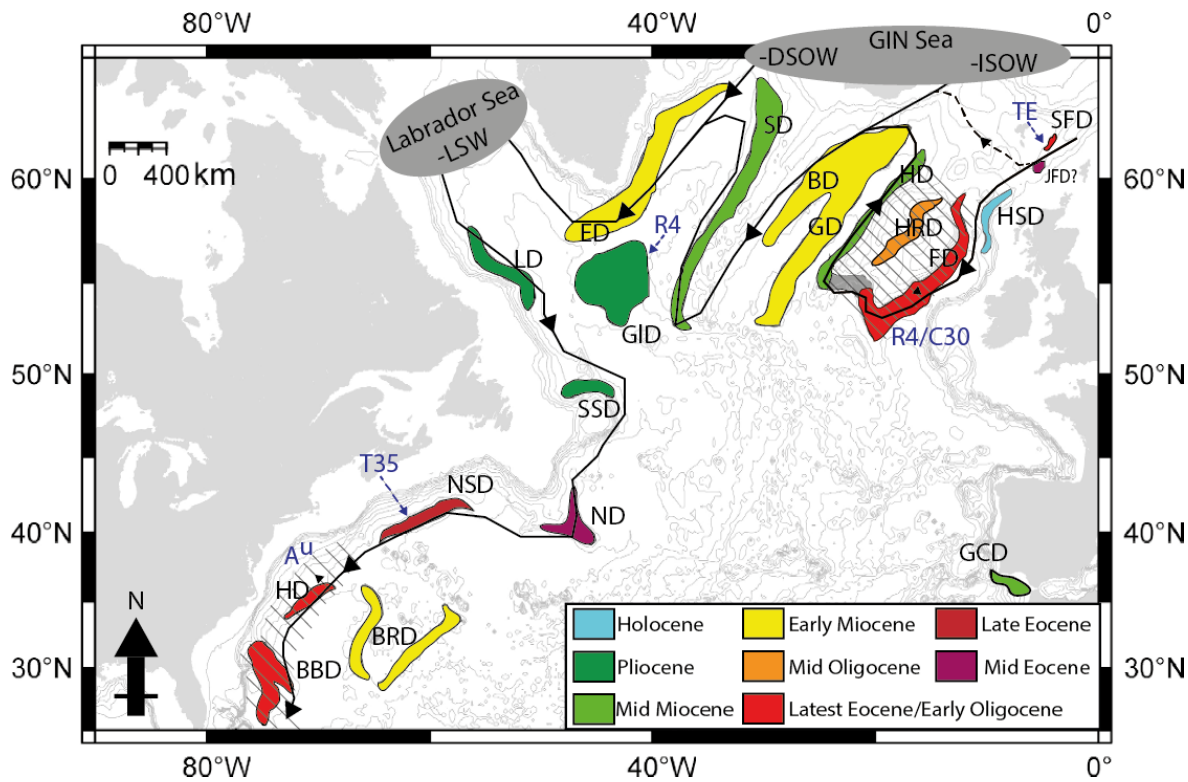 80°W
40°W
0°
GIN Sea
-DSOW
-ISOW
Labrador Sea
-LSW
TE
SFD
SD
0 400 km
60°N
60°N
BD
HD
JFD?
HSD
R4
ED
GD
HRD
FD
LD
GID
R4/C30
50°N
50°N
SSD
T35
NSD
ND
40°N
40°N
Au
GCD
HD
N
BRD
BBD
30°N
30°N
Holocene
Early Miocene
Late Eocene
Pliocene
Mid Oligocene
Mid Eocene
Mid Miocene
Latest Eocene/Early Oligocene
80°W
40°W
0°